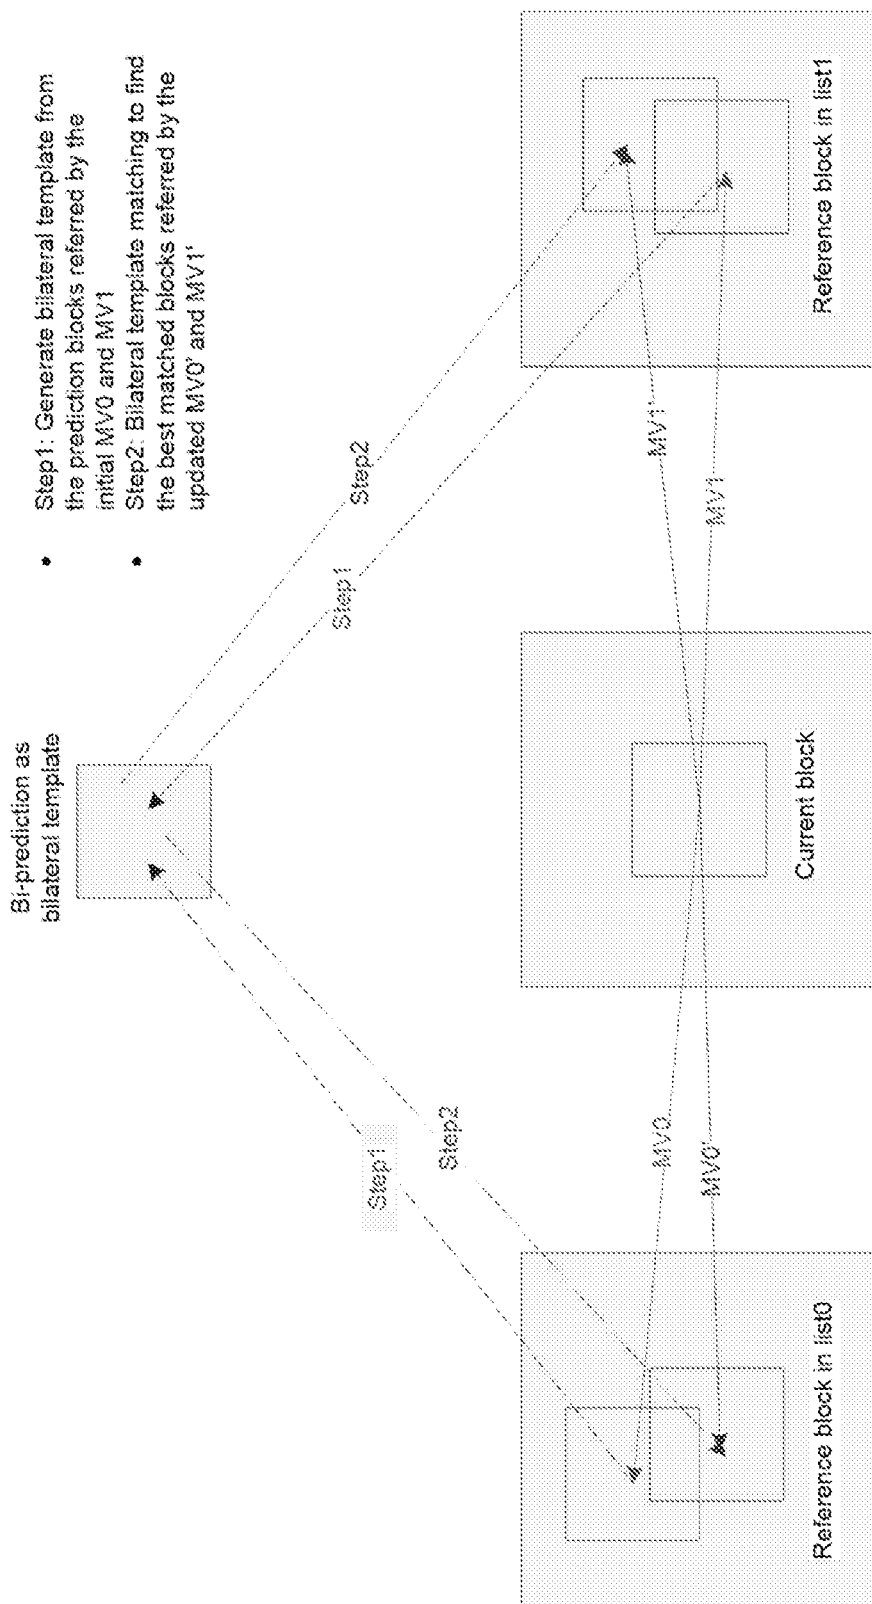 Bi-prediction as
bilateral template
• Step1: Generate bilateral template from
the prediction blocks referred by the
initial MV0 and MV1
• Step2: Bilateral template matching to find
the best matched blocks referred by the
updated MV0' and MV1'
Step1
Step2
Step1
Step2
MV0
MV0'
MV1'
MV1
Reference block in list0
Current block
Reference block in list1